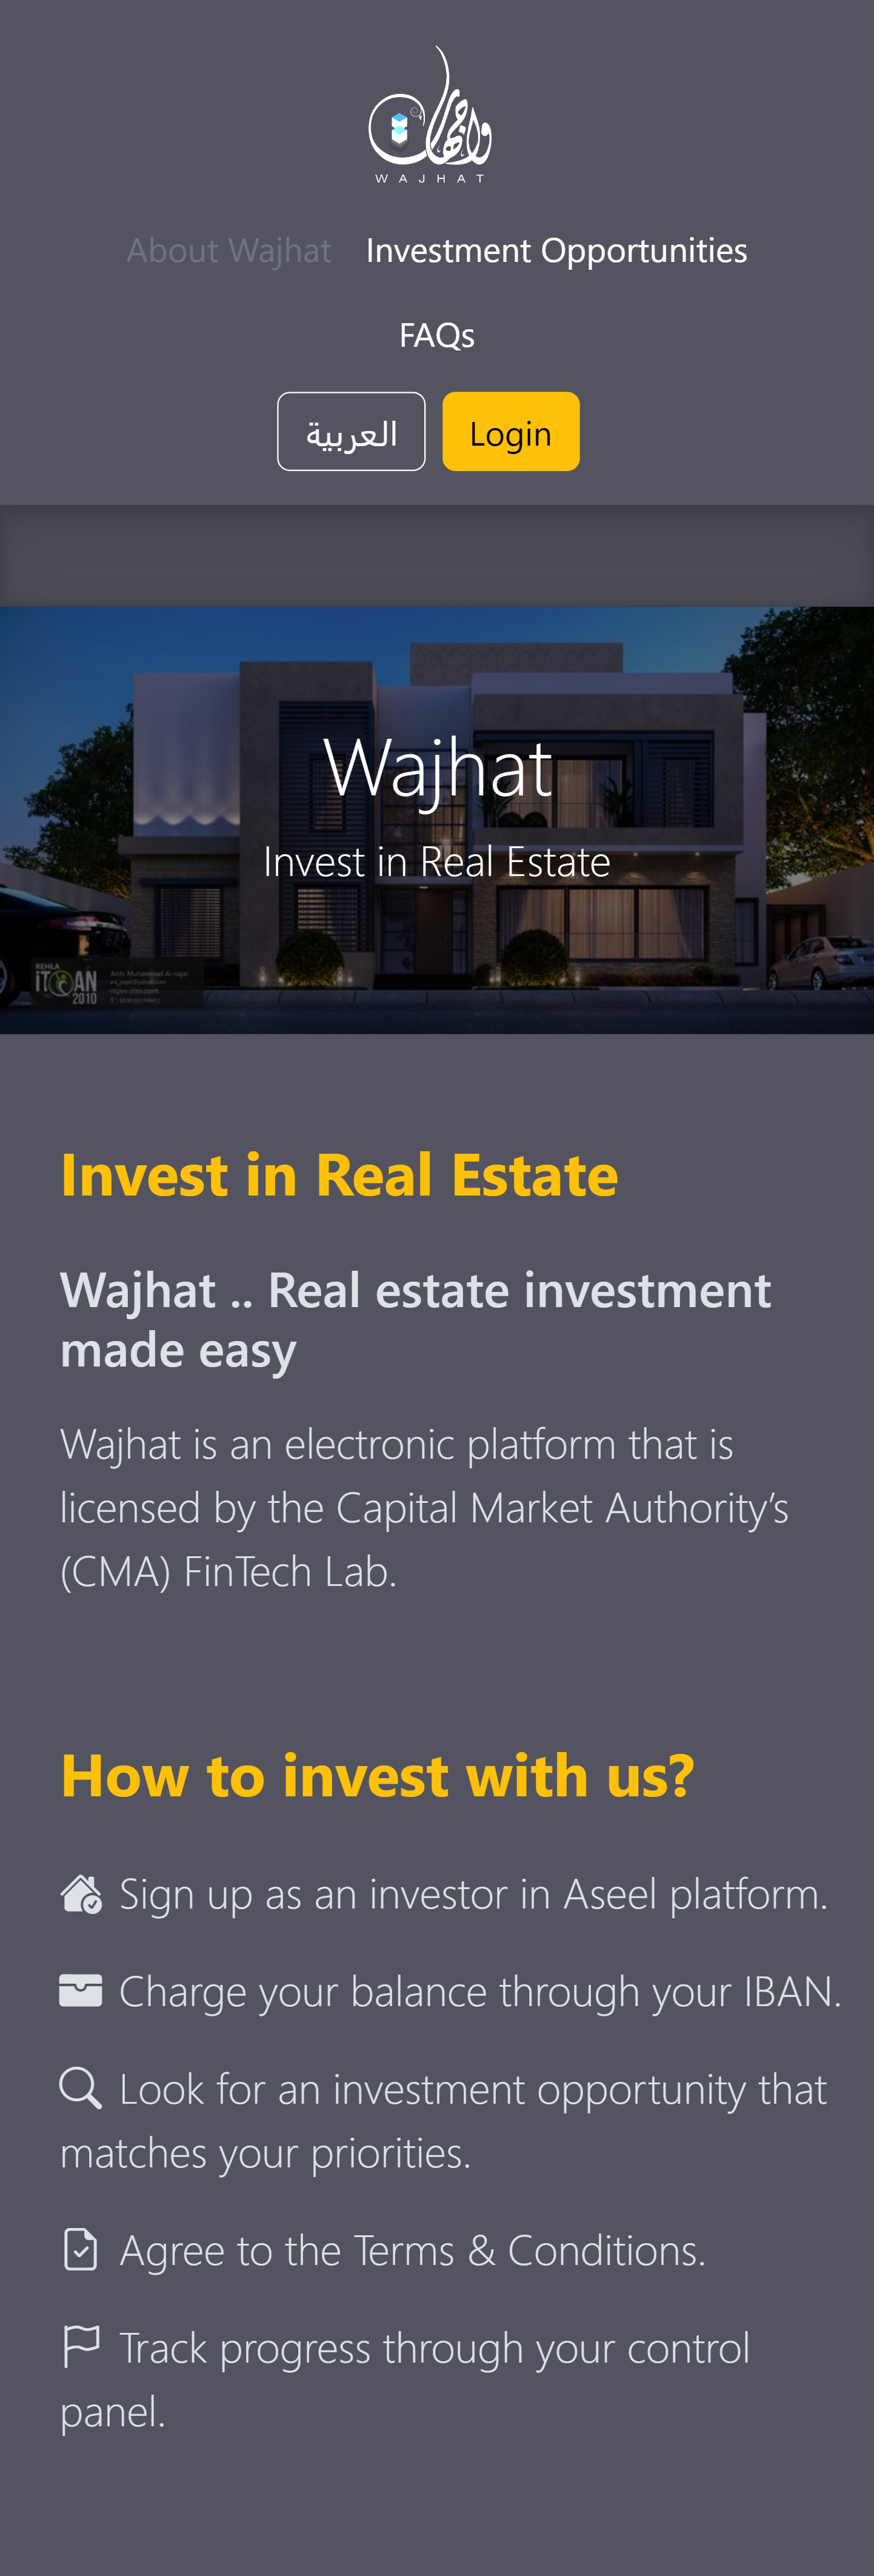 واجهات
WAJHAT
About Wajhat Investment Opportunities
FAQs
العربية Login
Wajhat
Invest in Real Estate
REHLA
ITQAN
2010
Invest in Real Estate
Wajhat .. Real estate investment
made easy
Wajhat is an electronic platform that is
licensed by the Capital Market Authority’s
(CMA) FinTech Lab.
How to invest with us?
Sign up as an investor in Aseel platform.
Charge your balance through your IBAN.
Look for an investment opportunity that
matches your priorities.
Agree to the Terms & Conditions.
Track progress through your control
panel.